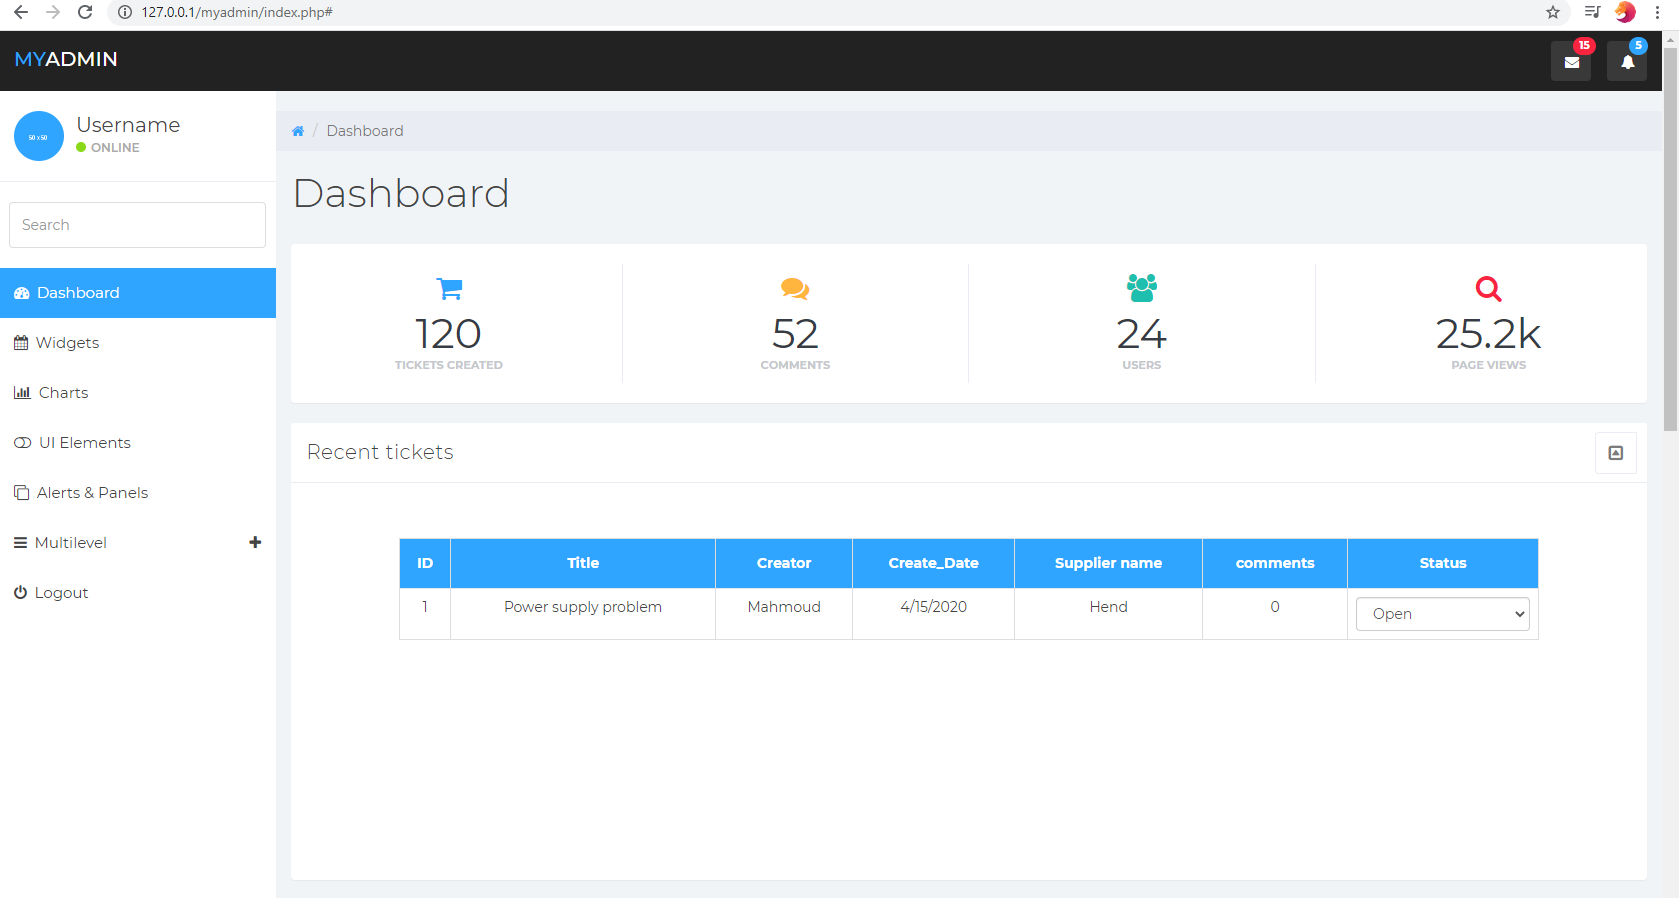 127.0.0.1/myadmin/index.php#
MYADMIN
15
5
50 x 50
Username
ONLINE
Search
Dashboard
Widgets
Charts
UI Elements
Alerts & Panels
Multilevel
Logout
/ Dashboard
Dashboard
120
TICKETS CREATED
52
COMMENTS
24
USERS
25.2k
PAGE VIEWS
Recent tickets
ID Title Creator Create_Date Supplier name comments Status
1 Power supply problem Mahmoud 4/15/2020 Hend 0 Open